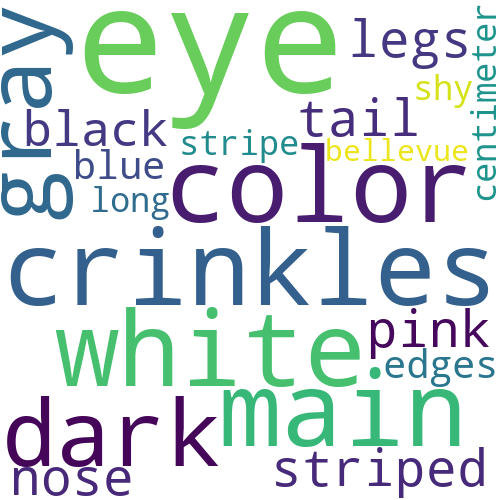 eye
legs
gray
centimeter
shy
black
tail
stripe
bellevue
blue
color
long
crinkles
white
pink
edges
main
dark
nose
striped